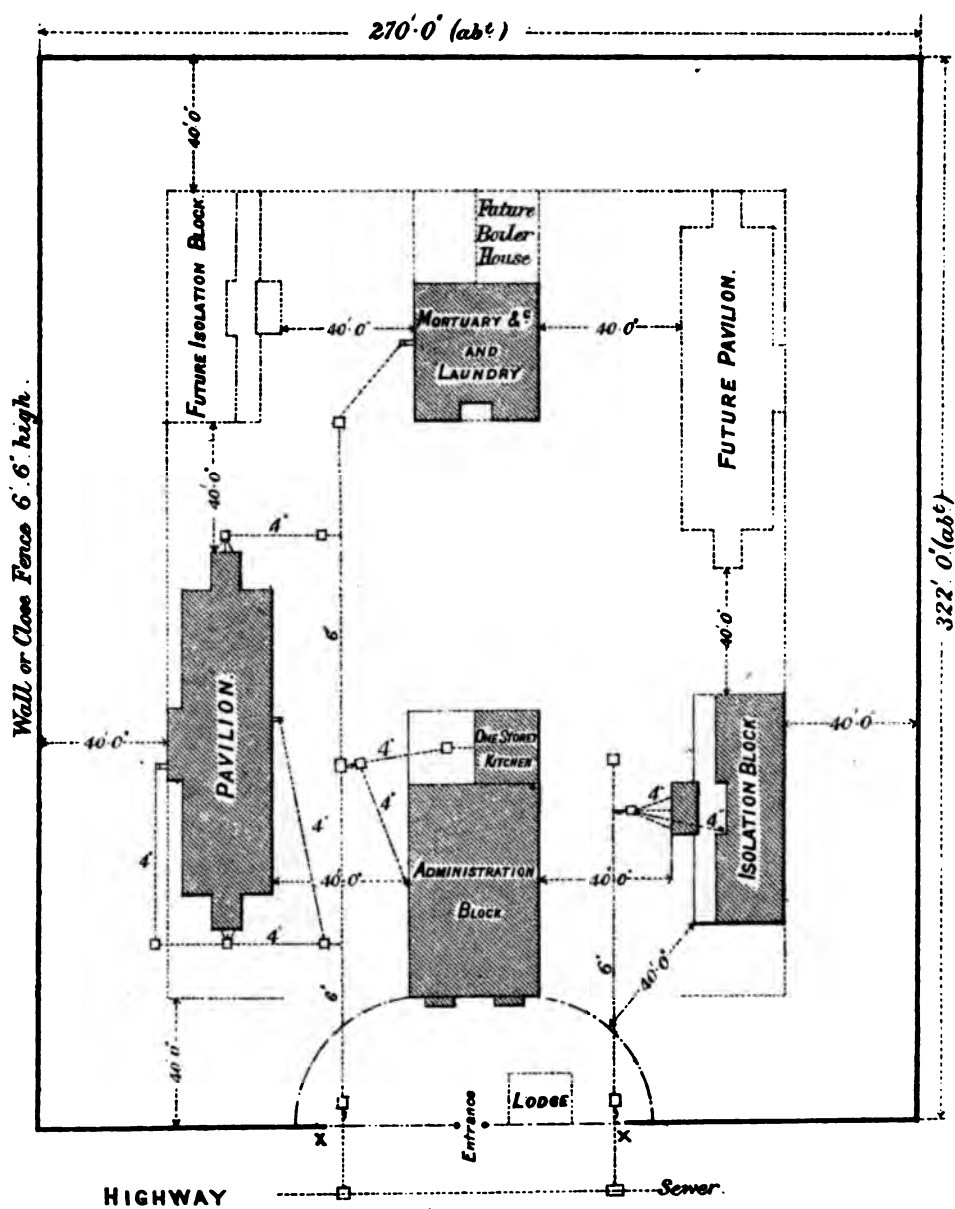 270'.0" (abt)
40'.0"
FUTURE ISOLATION BLOCK.
Future
Boiler
House
MORTUARY &c
AND
LAUNDRY
40'.0"
40'.0"
FUTURE PAVILION.
Wall or Close Fence 6'.6" high.
322'.0" (abt)
40'.0"
4"
6"
40'.0"
PAVILION.
40'.0"
4"
4"
4"
4"
4"
ONE STOREY
KITCHEN
ADMINISTRATION
BLOCK
40'.0"
40'.0"
4"
4"
ISOLATION BLOCK
40'.0"
6"
6"
40'.0"
40'.0"
LODGE
Entrance
X
X
HIGHWAY
Sewer.